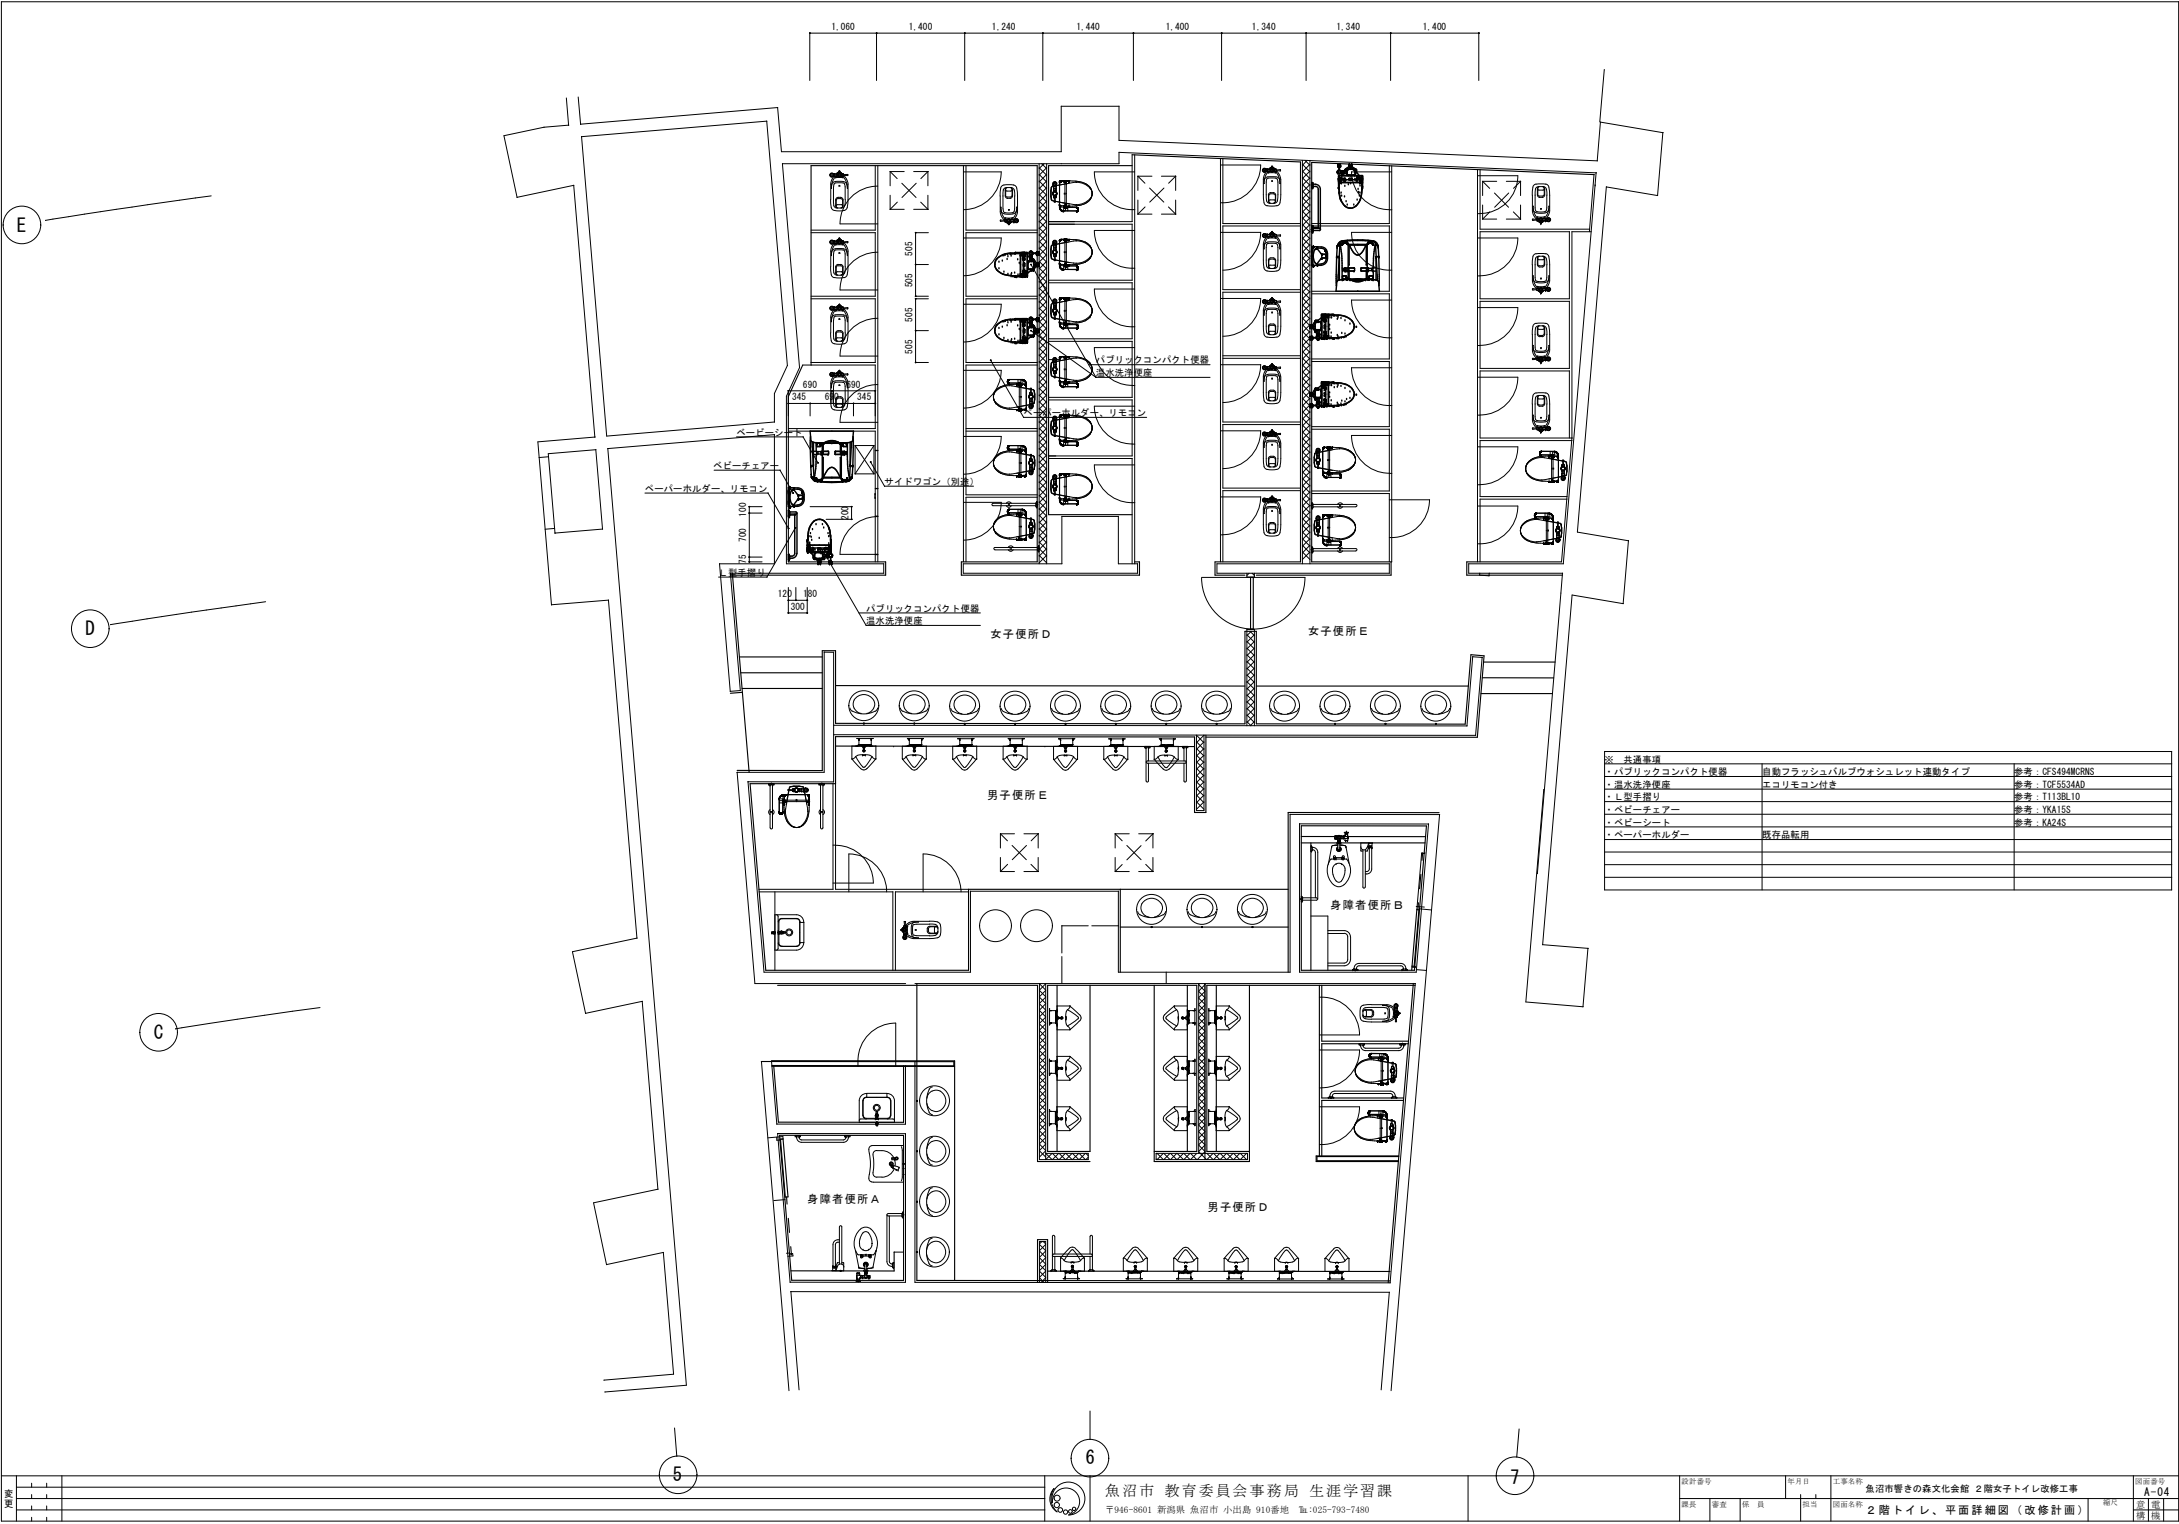 1,060 1,400 1,240 1,440 1,400 1,340 1,340 1,400
E
505
505
505
505
パブリックコンパクト便器
温水洗浄便座
690 690
345 690 345
ペーパーホルダー、リモコン
ベービーシート
ベビーチェアー
サイドワゴン（別途）
ペーパーホルダー、リモコン
100
700
75
200
L型手摺り
120 180
300
パブリックコンパクト便器
温水洗浄便座
D
女子便所D
女子便所E
男子便所E
※ 共通事項
・パブリックコンパクト便器 自動フラッシュバルブウォシュレット連動タイプ 参考：CFS494MCRNS
・温水洗浄便座 エコリモコン付き 参考：TCF5534AD
・L型手摺り 参考：T113BL10
・ベビーチェアー 参考：YKA15S
・ベビーシート 参考：KA24S
・ペーパーホルダー 既存品転用
身障者便所B
C
身障者便所A
男子便所D
5
6
7
変更
魚沼市 教育委員会事務局 生涯学習課
〒946-8601 新潟県 魚沼市 小出島 910番地 ℡:025-793-7480
設計番号
年月日
工事名称 魚沼市響きの森文化会館 2階女子トイレ改修工事
図面番号
A-04
課長 審査 係 員 担当
図面名称 2階トイレ、平面詳細図（改修計画）
縮尺
意 電
構 機